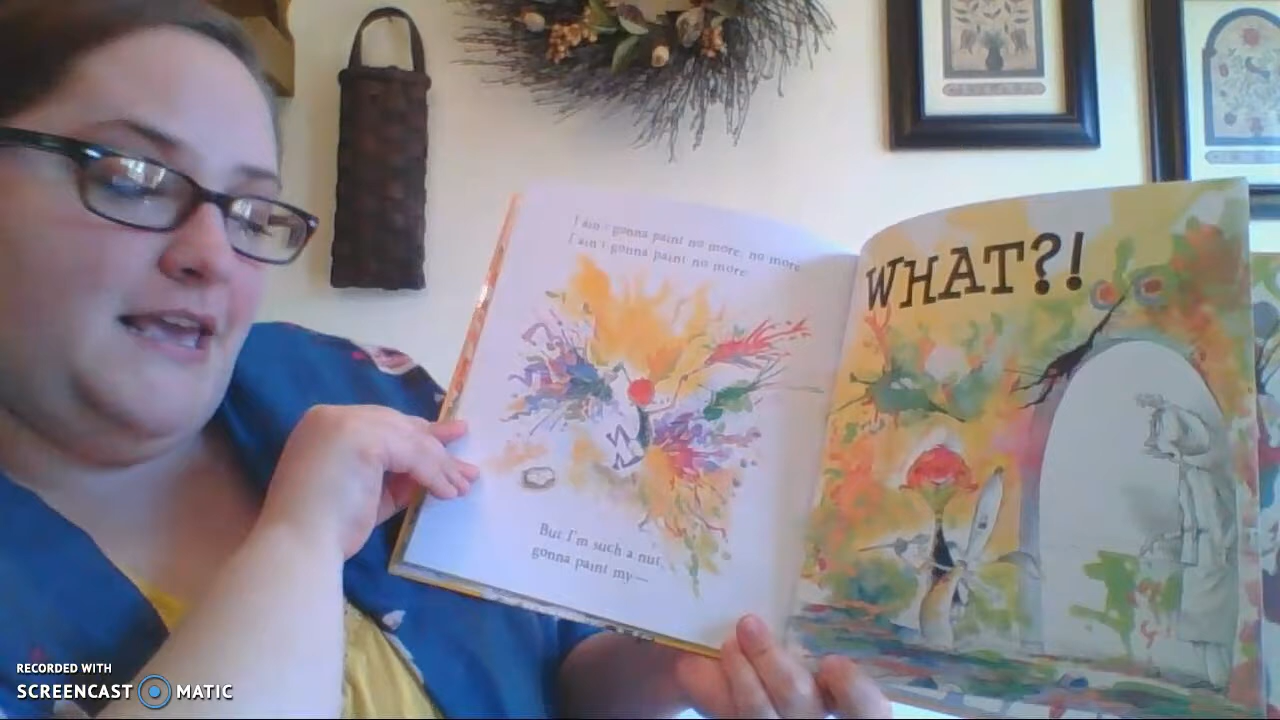 I ain't gonna paint no more, no more
I ain't gonna paint no more
But I'm such a nut
gonna paint my—
WHAT?!
RECORDED WITH
SCREENCAST MATIC